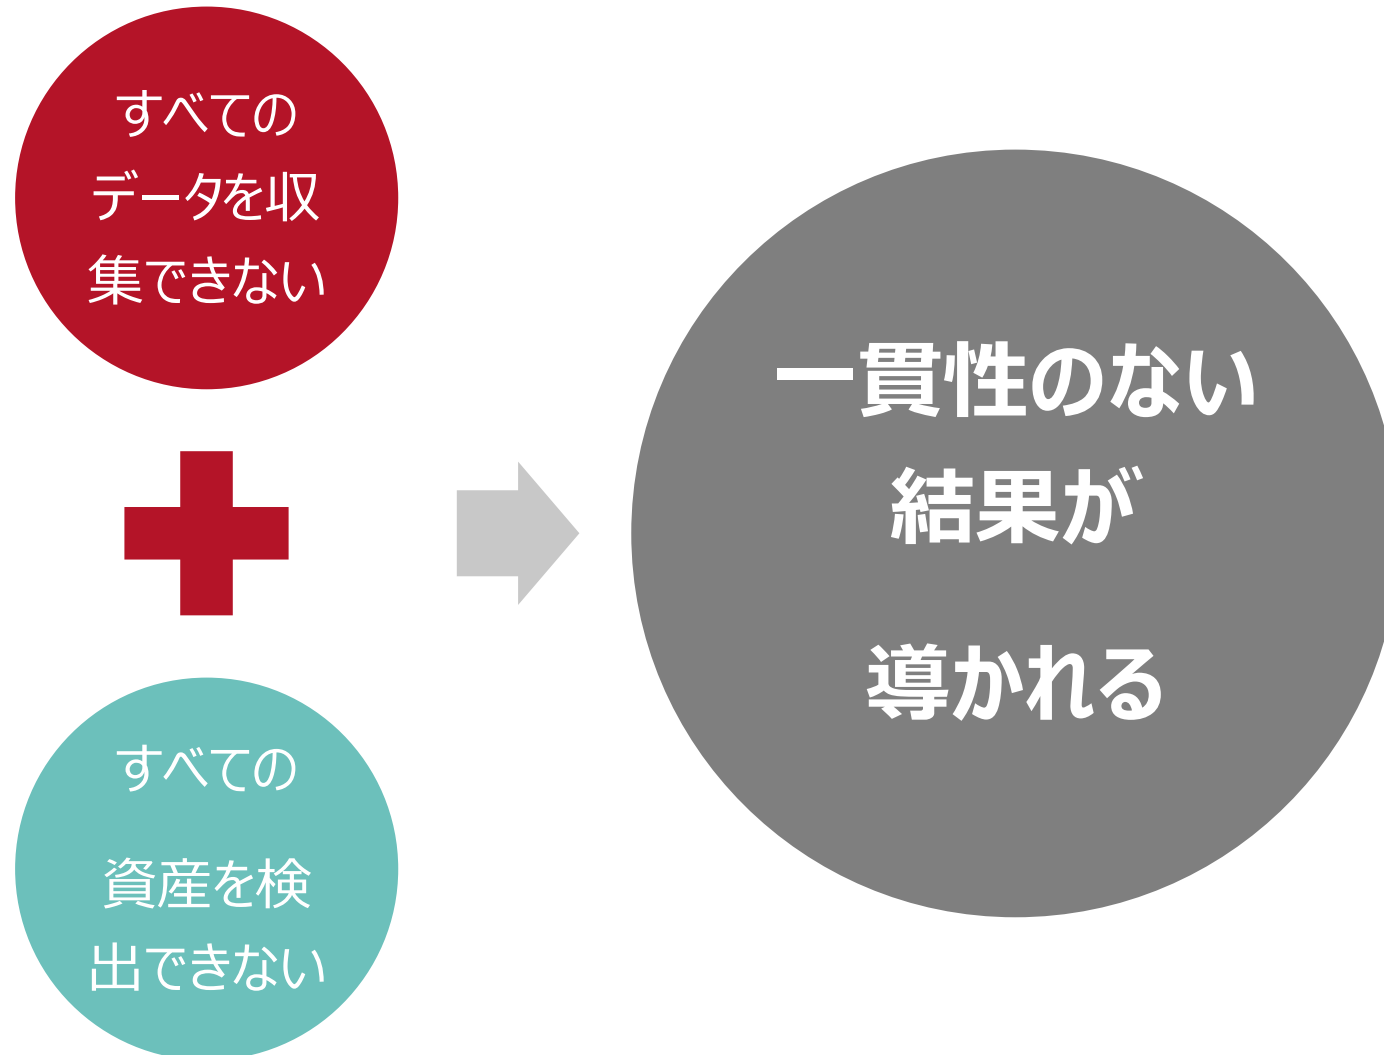 すべての
データを収
集できない
すべての
資産を検
出できない
一貫性のない
結果が
導かれる